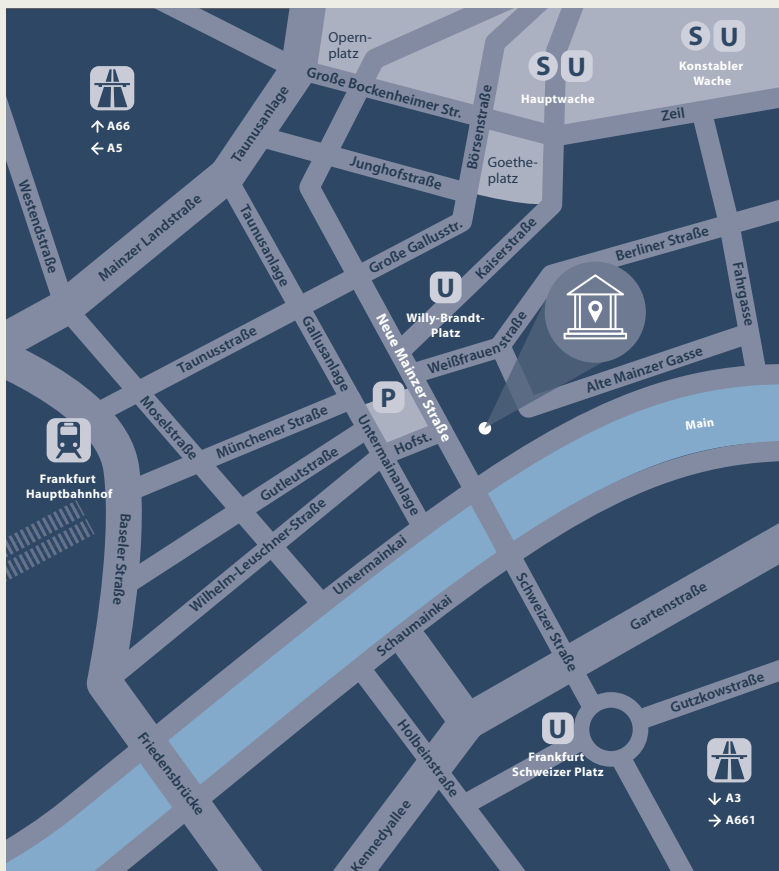 Opern-
platz
S U
Konstabler
Wache
S U
Hauptwache
Große Bockenheimer Str.
Zeil
↑ A66
← A5
Taunusanlage
Börsenstraße
Goethe-
platz
Junghofstraße
Westendstraße
Mainzer Landstraße
Taunusanlage
Große Gallusstr.
Kaiserstraße
Berliner Straße
Fahrgasse
U
Willy-Brandt-
Platz
Neue Mainzer Straße
Weißfrauenstraße
Gallusanlage
Taunusstraße
Alte Mainzer Gasse
P
Moselstraße
Münchener Straße
Hofst.
Main
Untermainanlage
Gutleutstraße
Frankfurt
Hauptbahnhof
Baseler Straße
Wilhelm-Leuschner-Straße
Untermainkai
Schaumainkai
Schweizer Straße
Gartenstraße
Gutzkowstraße
Holbeinstraße
U
Frankfurt
Schweizer Platz
Friedensbrücke
Kennedyallee
↓ A3
→ A661